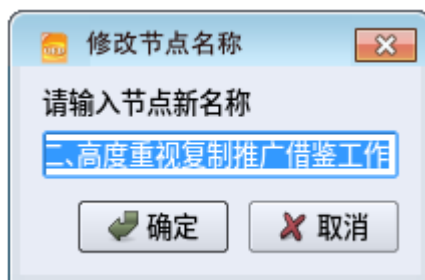 修改节点名称
请输入节点新名称
二、高度重视复制推广借鉴工作
确定
取消